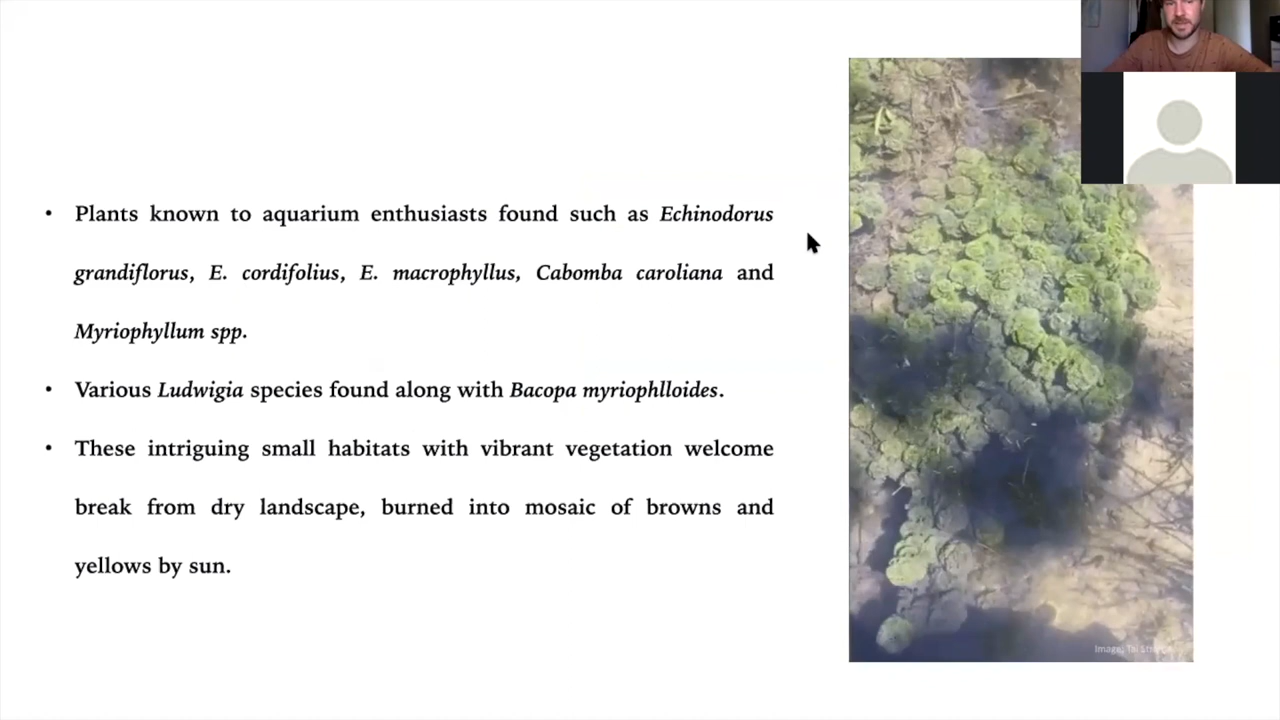 • Plants known to aquarium enthusiasts found such as Echinodorus
grandiflorus, E. cordifolius, E. macrophyllus, Cabomba caroliana and
Myriophyllum spp.
• Various Ludwigia species found along with Bacopa myriophlloides.
• These intriguing small habitats with vibrant vegetation welcome
break from dry landscape, burned into mosaic of browns and
yellows by sun.
Image,